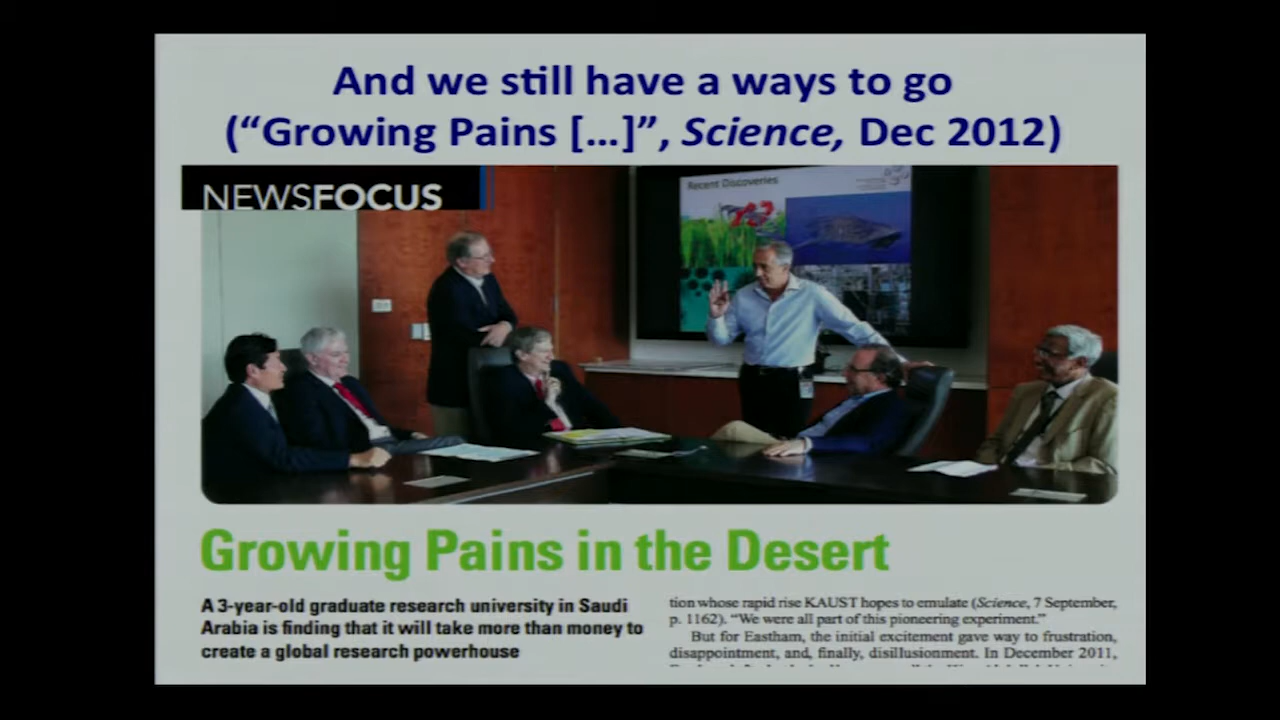 And we still have a ways to go
("Growing Pains […]", Science, Dec 2012)
NEWSFOCUS
Recent Discoveries
Growing Pains in the Desert
A 3-year-old graduate research university in Saudi
Arabia is finding that it will take more than money to
create a global research powerhouse
tion whose rapid rise KAUST hopes to emulate (Science, 7 September,
p. 1162). “We were all part of this pioneering experiment.”
But for Eastham, the initial excitement gave way to frustration,
disappointment, and, finally, disillusionment. In December 2011,